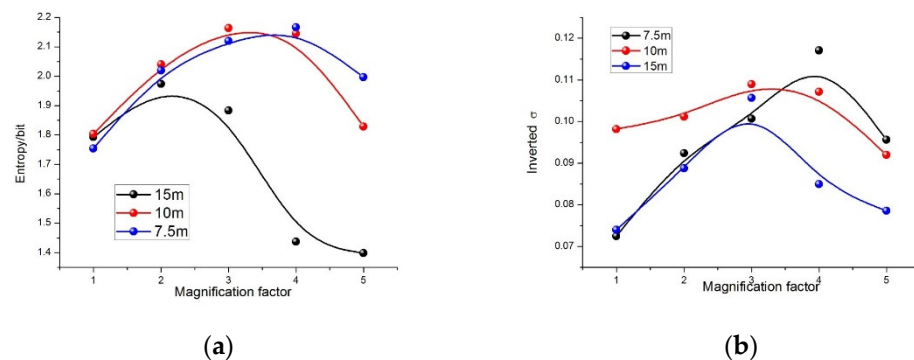 2.2
2.1
2.0
1.9
1.8
1.7
1.6
1.5
1.4
Entropy/bit
15m
10m
7.5m
1 2 3 4 5
Magnification factor
(a)
0.12
0.11
0.10
0.09
0.08
0.07
Inverted σ
7.5m
10m
15m
1 2 3 4 5
Magnification factor
(b)